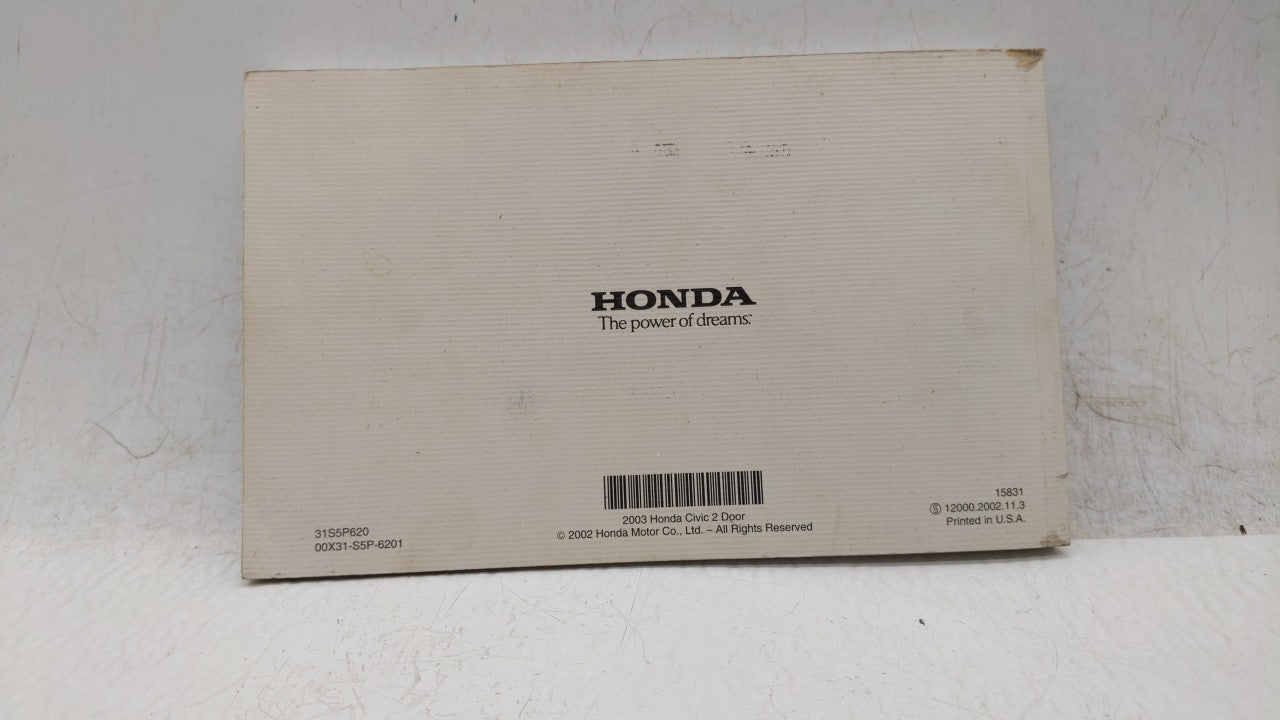 HONDA
The power of dreams.℠
31S5P620
00X31-S5P-6201
2003 Honda Civic 2 Door
© 2002 Honda Motor Co., Ltd. – All Rights Reserved
15831
Ⓢ 12000.2002.11.3
Printed in U.S.A.